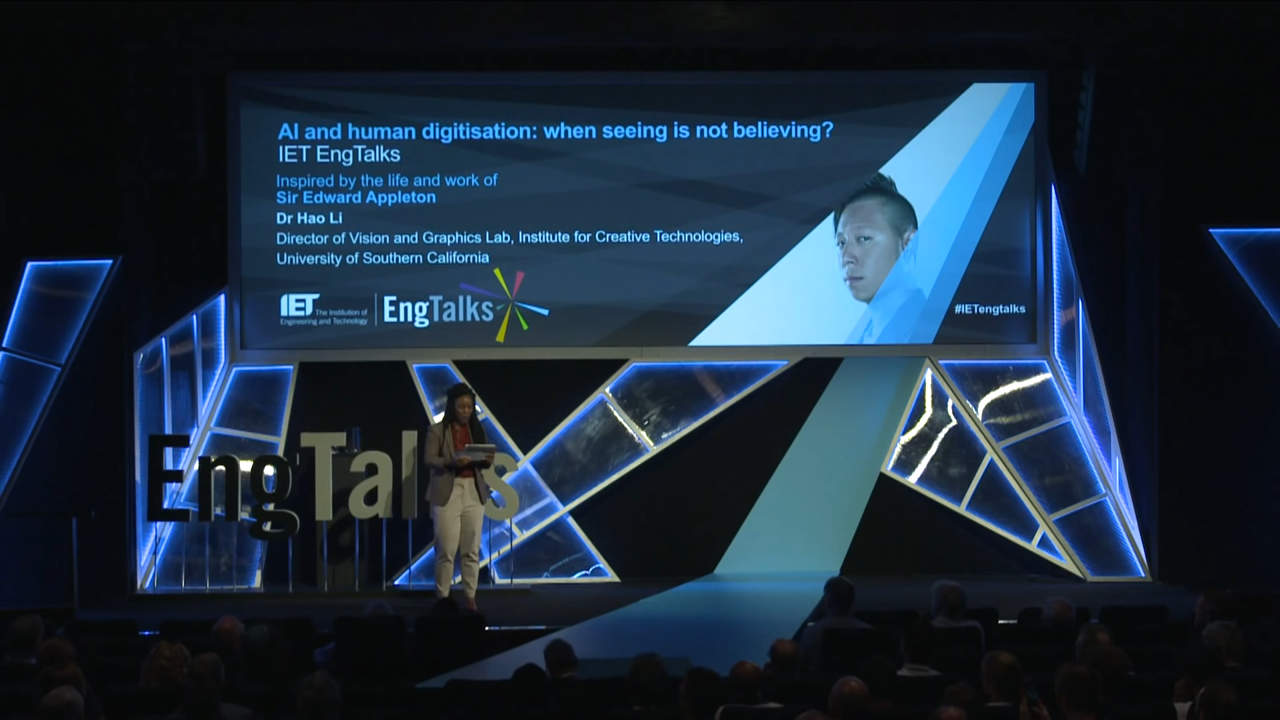 AI and human digitisation: when seeing is not believing?
IET EngTalks
Inspired by the life and work of
Sir Edward Appleton
Dr Hao Li
Director of Vision and Graphics Lab, Institute for Creative Technologies,
University of Southern California
IET The Institution of
Engineering and Technology
EngTalks
#IETengtalks
EngTalks